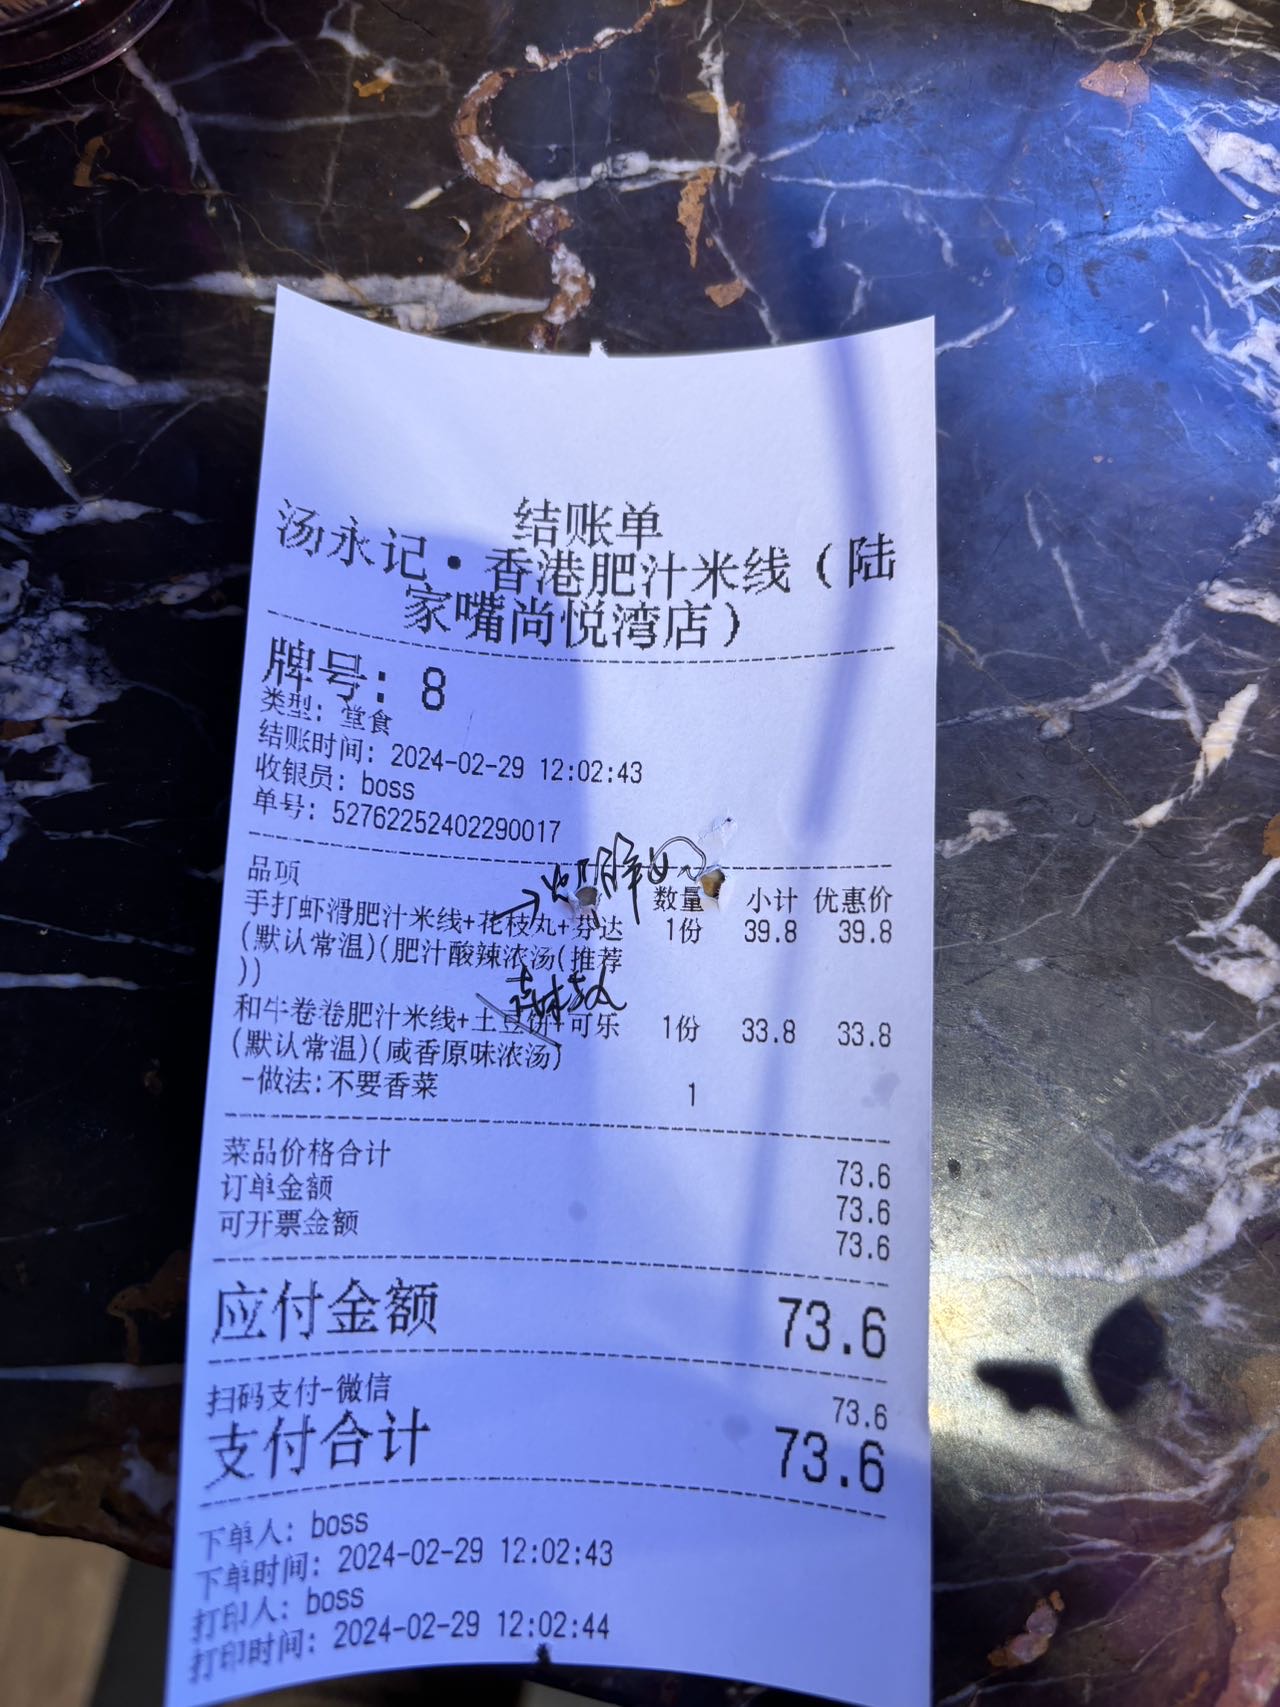 结账单
汤永记·香港肥汁米线（陆
家嘴尚悦湾店）
牌号：8
类型：堂食
结账时间：2024-02-29 12:02:43
收银员：boss
单号：52762252402290017
品项 数量 小计 优惠价
手打虾滑肥汁米线+花枝丸+芬达 1份 39.8 39.8
(默认常温)(肥汁酸辣浓汤(推荐
))
和牛卷卷肥汁米线+土豆饼+可乐 1份 33.8 33.8
(默认常温)(咸香原味浓汤)
-做法:不要香菜 1
菜品价格合计 73.6
订单金额 73.6
可开票金额 73.6
应付金额 73.6
扫码支付-微信 73.6
支付合计 73.6
下单人：boss
下单时间：2024-02-29 12:02:43
打印人：boss
打印时间：2024-02-29 12:02:44